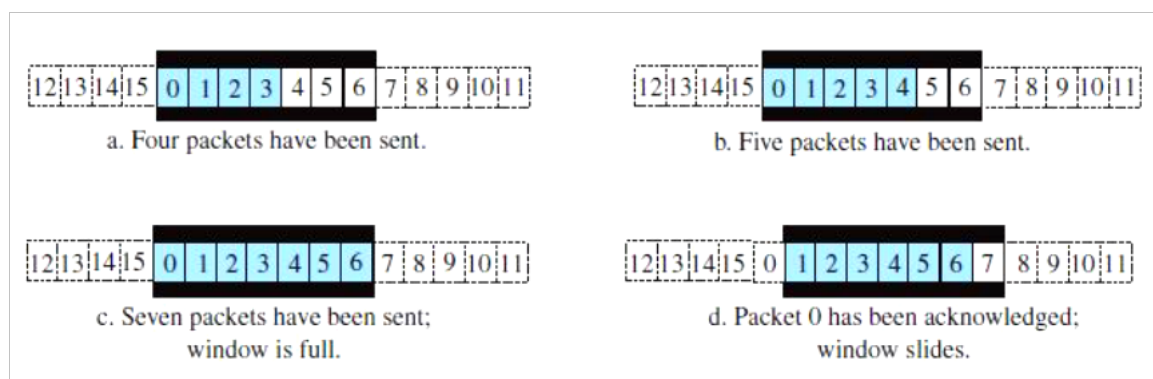 12 13 14 15 0 1 2 3 4 5 6 7 8 9 10 11
a. Four packets have been sent.
12 13 14 15 0 1 2 3 4 5 6 7 8 9 10 11
b. Five packets have been sent.
12 13 14 15 0 1 2 3 4 5 6 7 8 9 10 11
c. Seven packets have been sent;
window is full.
12 13 14 15 0 1 2 3 4 5 6 7 8 9 10 11
d. Packet 0 has been acknowledged;
window slides.